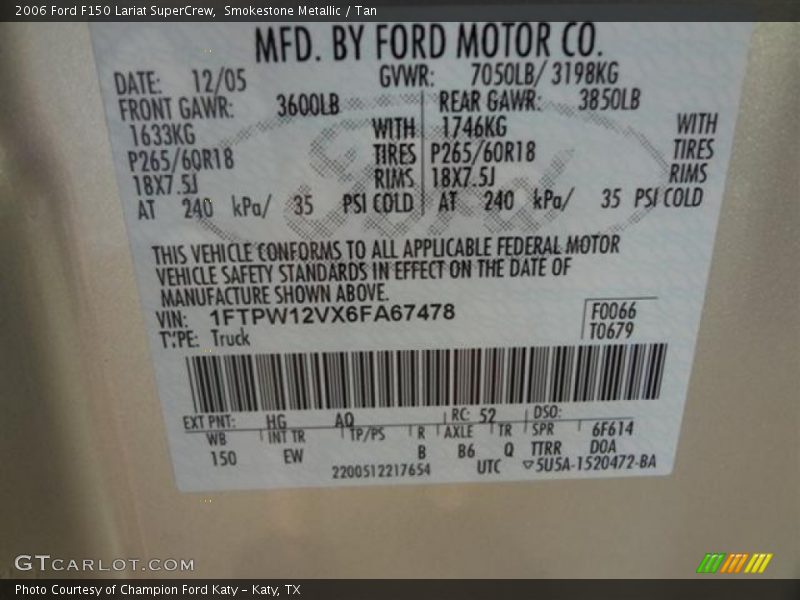 2006 Ford F150 Lariat SuperCrew, Smokestone Metallic / Tan
MFD. BY FORD MOTOR CO.
DATE: 12/05 GVWR: 7050LB/ 3198KG
FRONT GAWR: 3600LB REAR GAWR: 3850LB
1633KG WITH 1746KG WITH
P265/60R18 TIRES P265/60R18 TIRES
18X7.5J RIMS 18X7.5J RIMS
AT 240 kPa/ 35 PSI COLD AT 240 kPa/ 35 PSI COLD
THIS VEHICLE CONFORMS TO ALL APPLICABLE FEDERAL MOTOR
VEHICLE SAFETY STANDARDS IN EFFECT ON THE DATE OF
MANUFACTURE SHOWN ABOVE.
VIN: 1FTPW12VX6FA67478 F0066
TYPE: Truck T0679
EXT PNT: HG AQ RC: 52 DSO:
WB INT TR TP/PS R AXLE TR SPR 6F614
150 EW B B6 Q TTRR DOA
2200512217654 UTC ▽5U5A-1520472-BA
GTCARLOT.COM
Photo Courtesy of Champion Ford Katy - Katy, TX